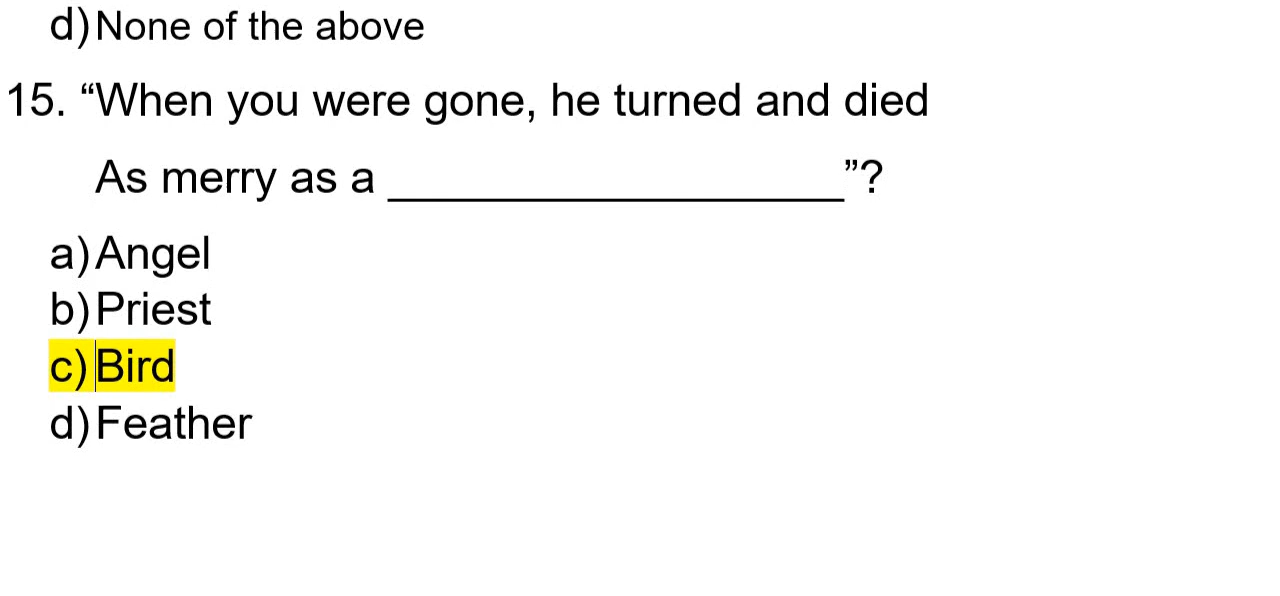 d) None of the above
15. “When you were gone, he turned and died
As merry as a ____________________”?
a) Angel
b) Priest
c) Bird
d) Feather